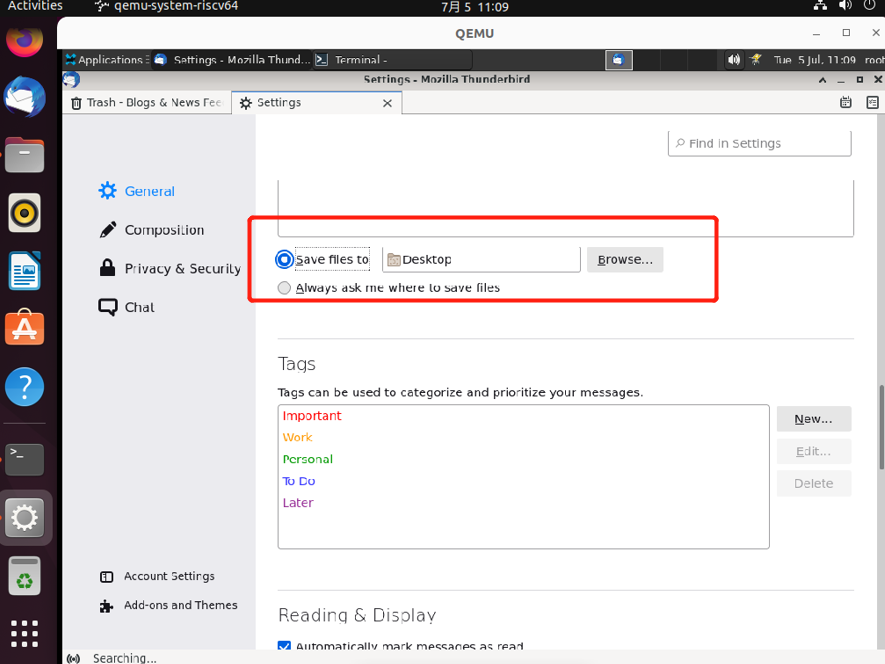 Activities qemu-system-riscv64 7月 5 11:09
QEMU
Applications Settings - Mozilla Thund... Terminal - Tue 5 Jul, 11:09 root
Settings - Mozilla Thunderbird
Trash - Blogs & News Fee Settings
Find in Settings
General
Composition
Privacy & Security
Chat
Save files to Desktop Browse...
Always ask me where to save files
Tags
Tags can be used to categorize and prioritize your messages.
Important
Work
Personal
To Do
Later
New...
Edit...
Delete
Account Settings
Add-ons and Themes
Reading & Display
Automatically mark messages as read
Searching...